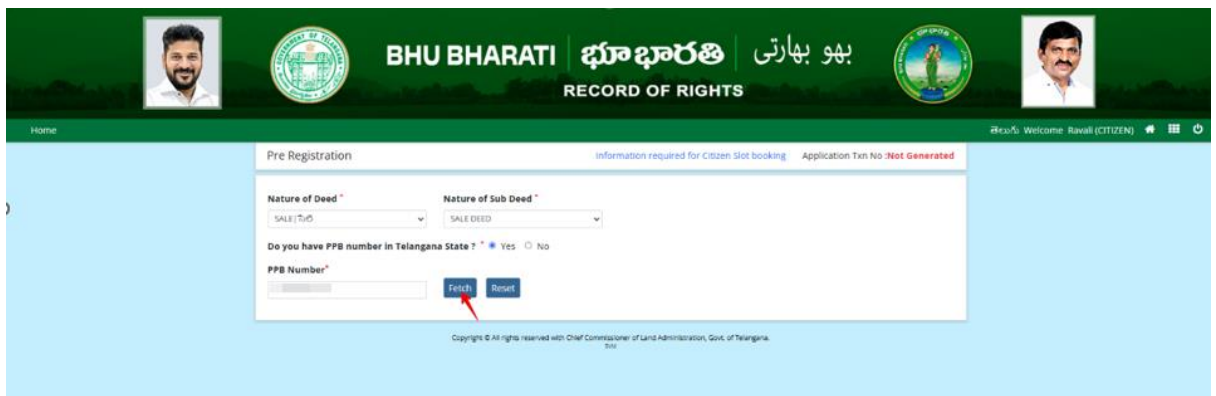 BHU BHARATI భూ భారతి بھو بھارتی
RECORD OF RIGHTS
Home
తెలుగు Welcome Ravali (CITIZEN)
Pre Registration
Information required for Citizen Slot booking
Application Txn No :Not Generated
Nature of Deed *
Nature of Sub Deed *
SALE
SALE DEED
Do you have PPB number in Telangana State ? * Yes No
PPB Number*
Fetch Reset
Copyright © All rights reserved with Chief Commissioner of Land Administration, Govt. of Telangana.